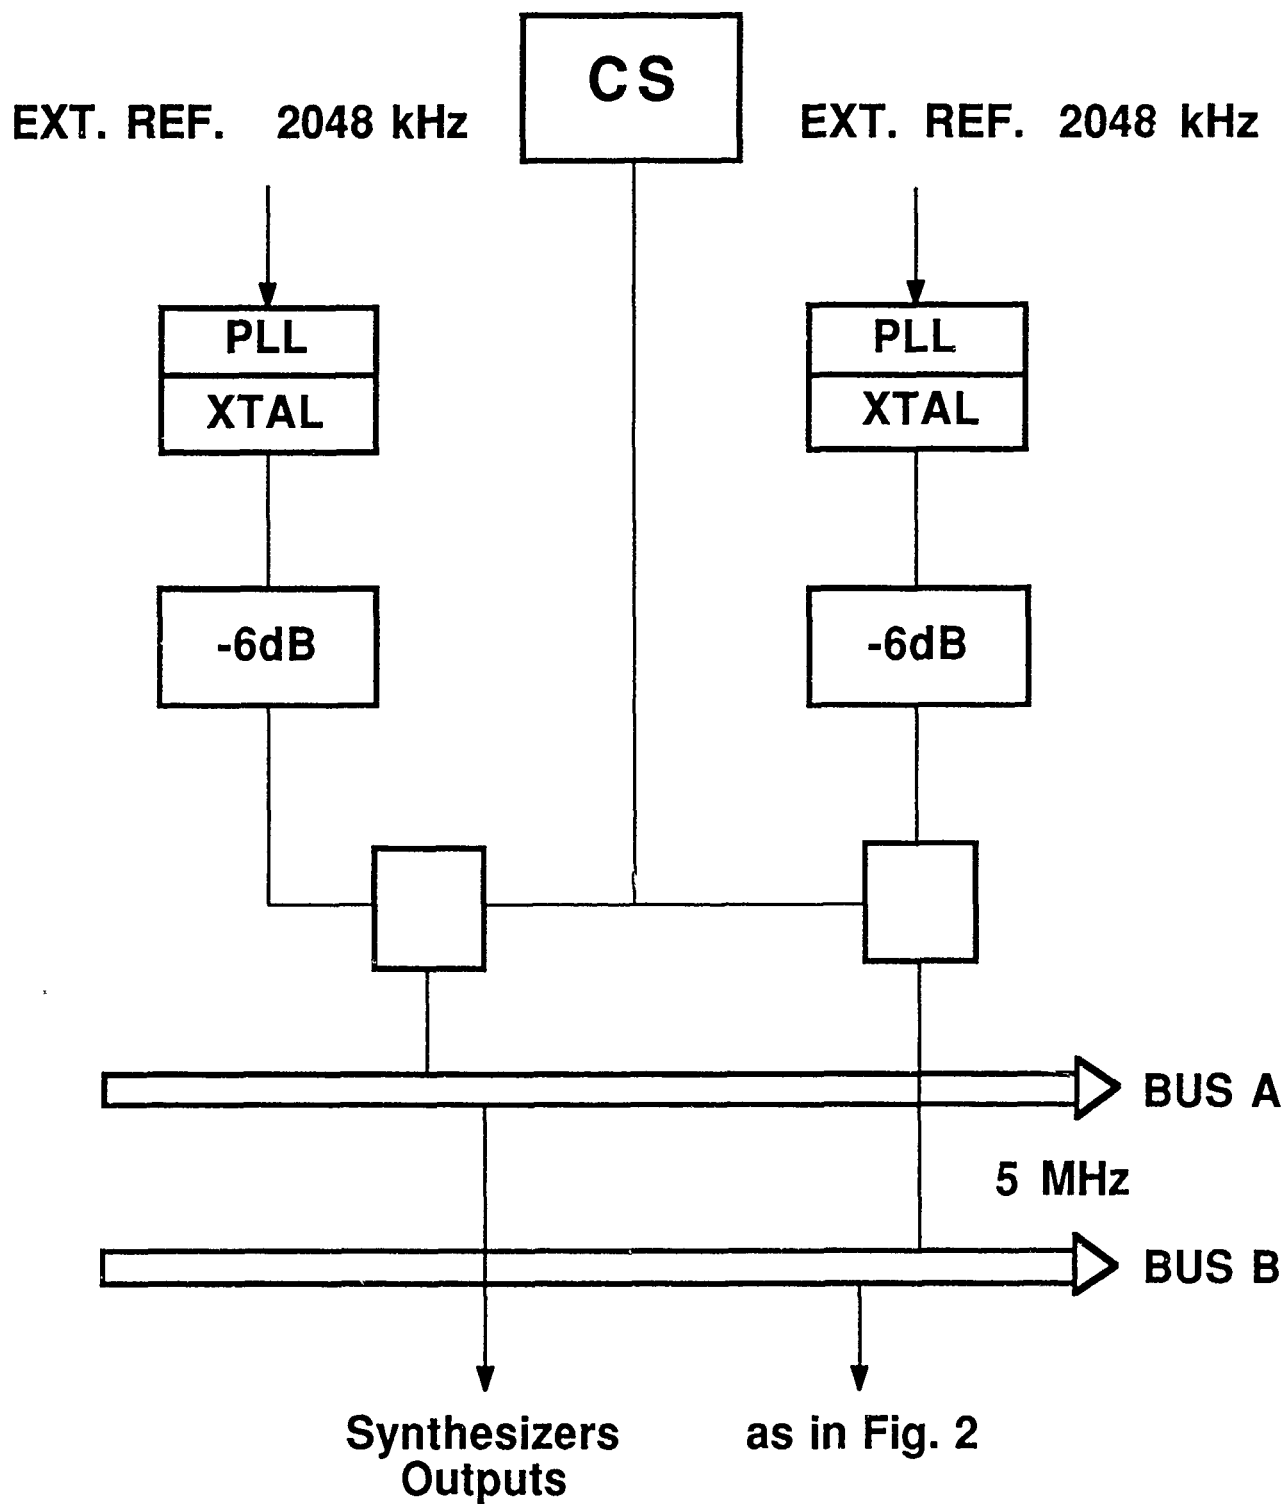 CS
EXT. REF. 2048 kHz
EXT. REF. 2048 kHz
PLL
XTAL
PLL
XTAL
-6dB
-6dB
BUS A
5 MHz
BUS B
Synthesizers
Outputs
as in Fig. 2